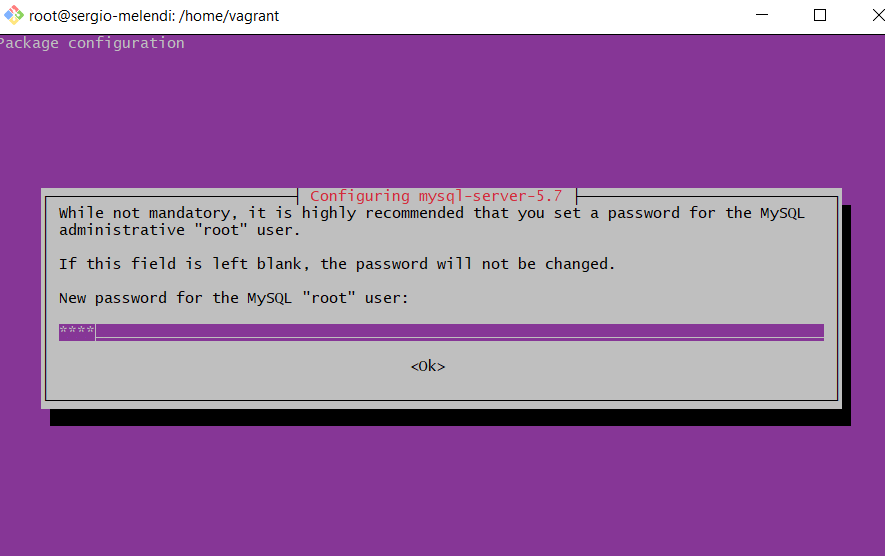 root@sergio-melendi: /home/vagrant
Package configuration
Configuring mysql-server-5.7
While not mandatory, it is highly recommended that you set a password for the MySQL
administrative "root" user.
If this field is left blank, the password will not be changed.
New password for the MySQL "root" user:
****
<Ok>